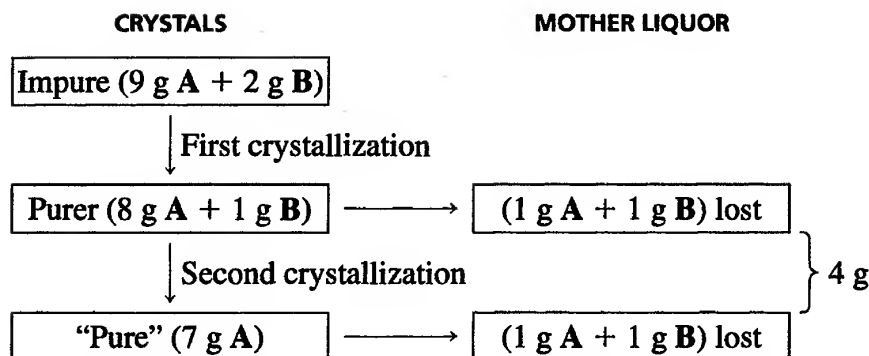 CRYSTALS MOTHER LIQUOR
Impure (9 g A + 2 g B)
First crystallization
Purer (8 g A + 1 g B) (1 g A + 1 g B) lost
Second crystallization 4 g
“Pure” (7 g A) (1 g A + 1 g B) lost